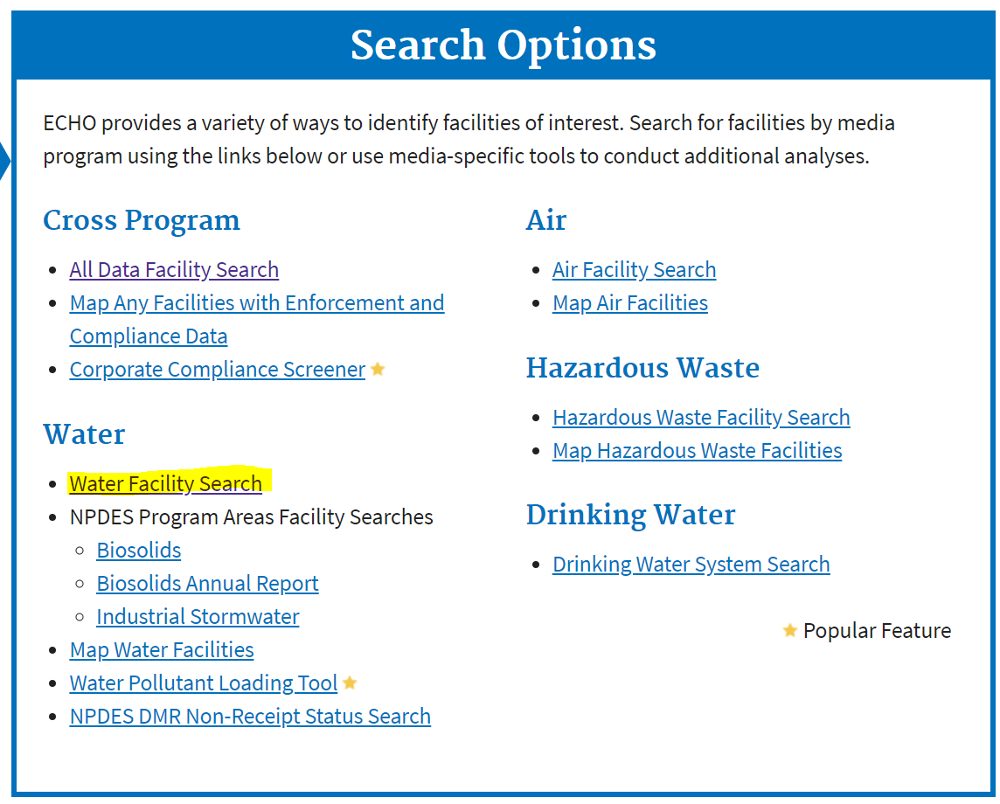 Search Options
ECHO provides a variety of ways to identify facilities of interest. Search for facilities by media
program using the links below or use media-specific tools to conduct additional analyses.
Cross Program
All Data Facility Search
Map Any Facilities with Enforcement and
Compliance Data
Corporate Compliance Screener
Water
Water Facility Search
NPDES Program Areas Facility Searches
Biosolids
Biosolids Annual Report
Industrial Stormwater
Map Water Facilities
Water Pollutant Loading Tool
NPDES DMR Non-Receipt Status Search
Air
Air Facility Search
Map Air Facilities
Hazardous Waste
Hazardous Waste Facility Search
Map Hazardous Waste Facilities
Drinking Water
Drinking Water System Search
Popular Feature